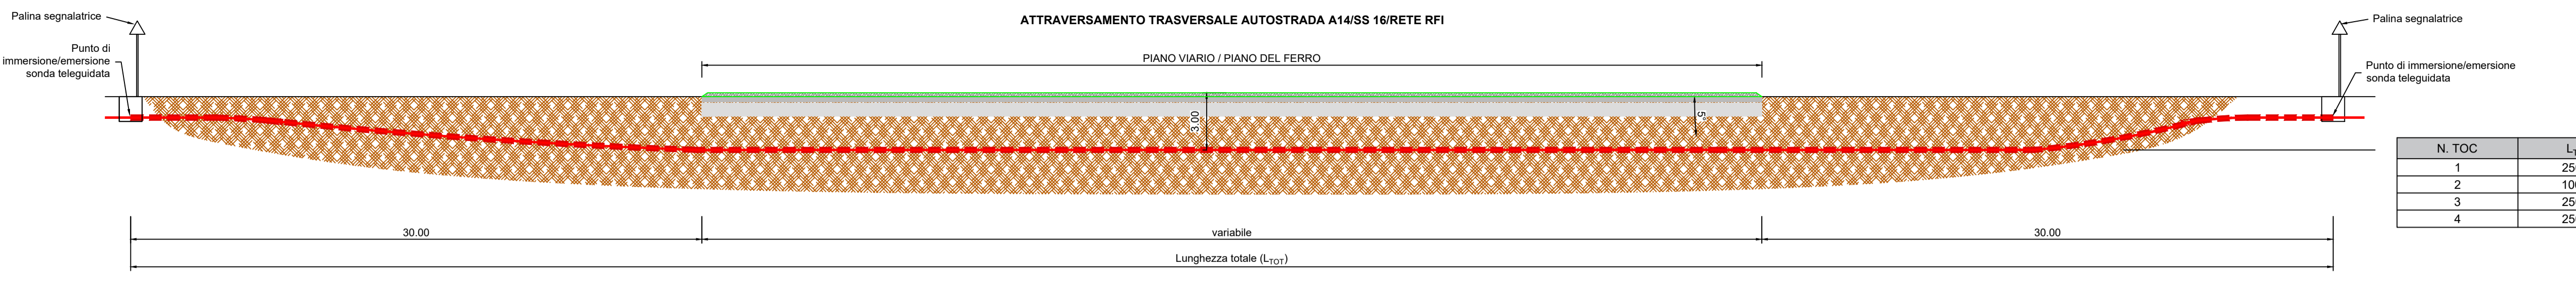 Palina segnalatrice
ATTRAVERSAMENTO TRASVERSALE AUTOSTRADA A14/SS 16/RETE RFI
Palina segnalatrice
Punto di
immersione/emersione
sonda teleguidata
PIANO VIARIO / PIANO DEL FERRO
Punto di immersione/emersione
sonda teleguidata
3.00
5°
N. TOC
1
2
3
4
30.00
variabile
30.00
Lunghezza totale (LTOT)